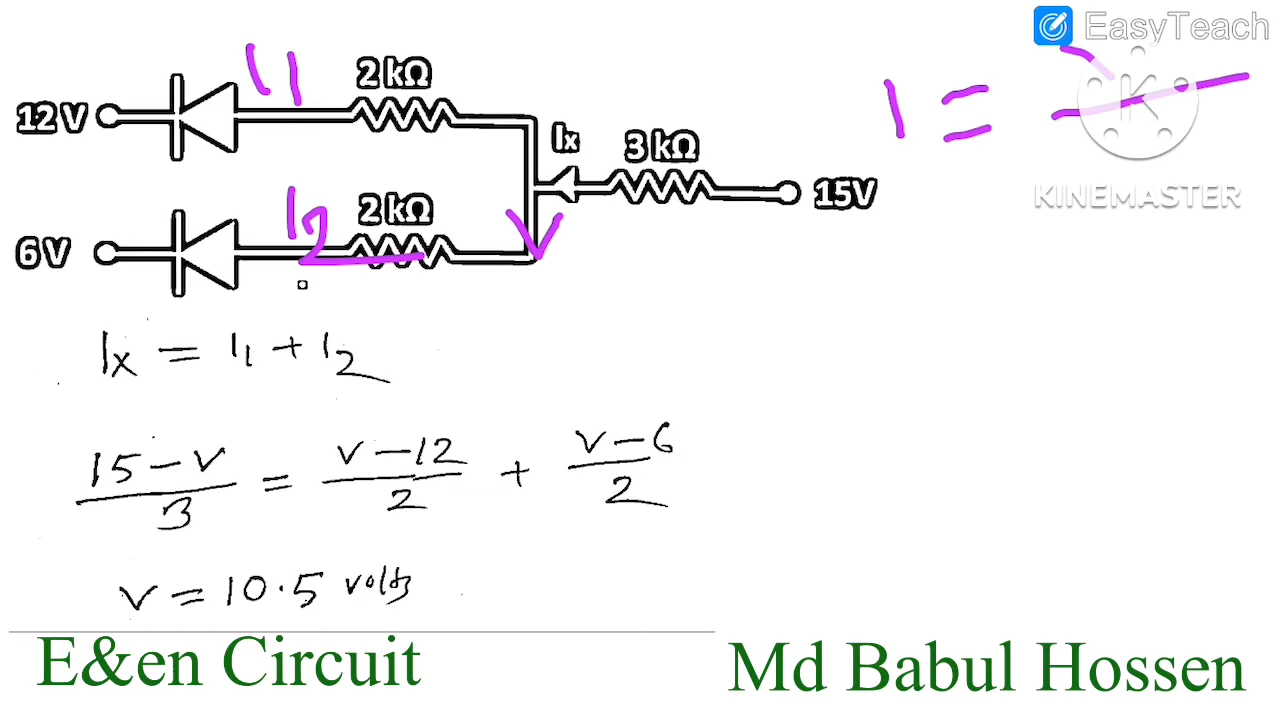 EasyTeach
I1
2 kΩ
12 V
Ix
3 kΩ
I =
K
KINEMASTER
15V
I2
2 kΩ
6 V
V
Ix = I1 + I2
15 - V / 3 = V - 12 / 2 + V - 6 / 2
V = 10.5 volts
E&en Circuit
Md Babul Hossen